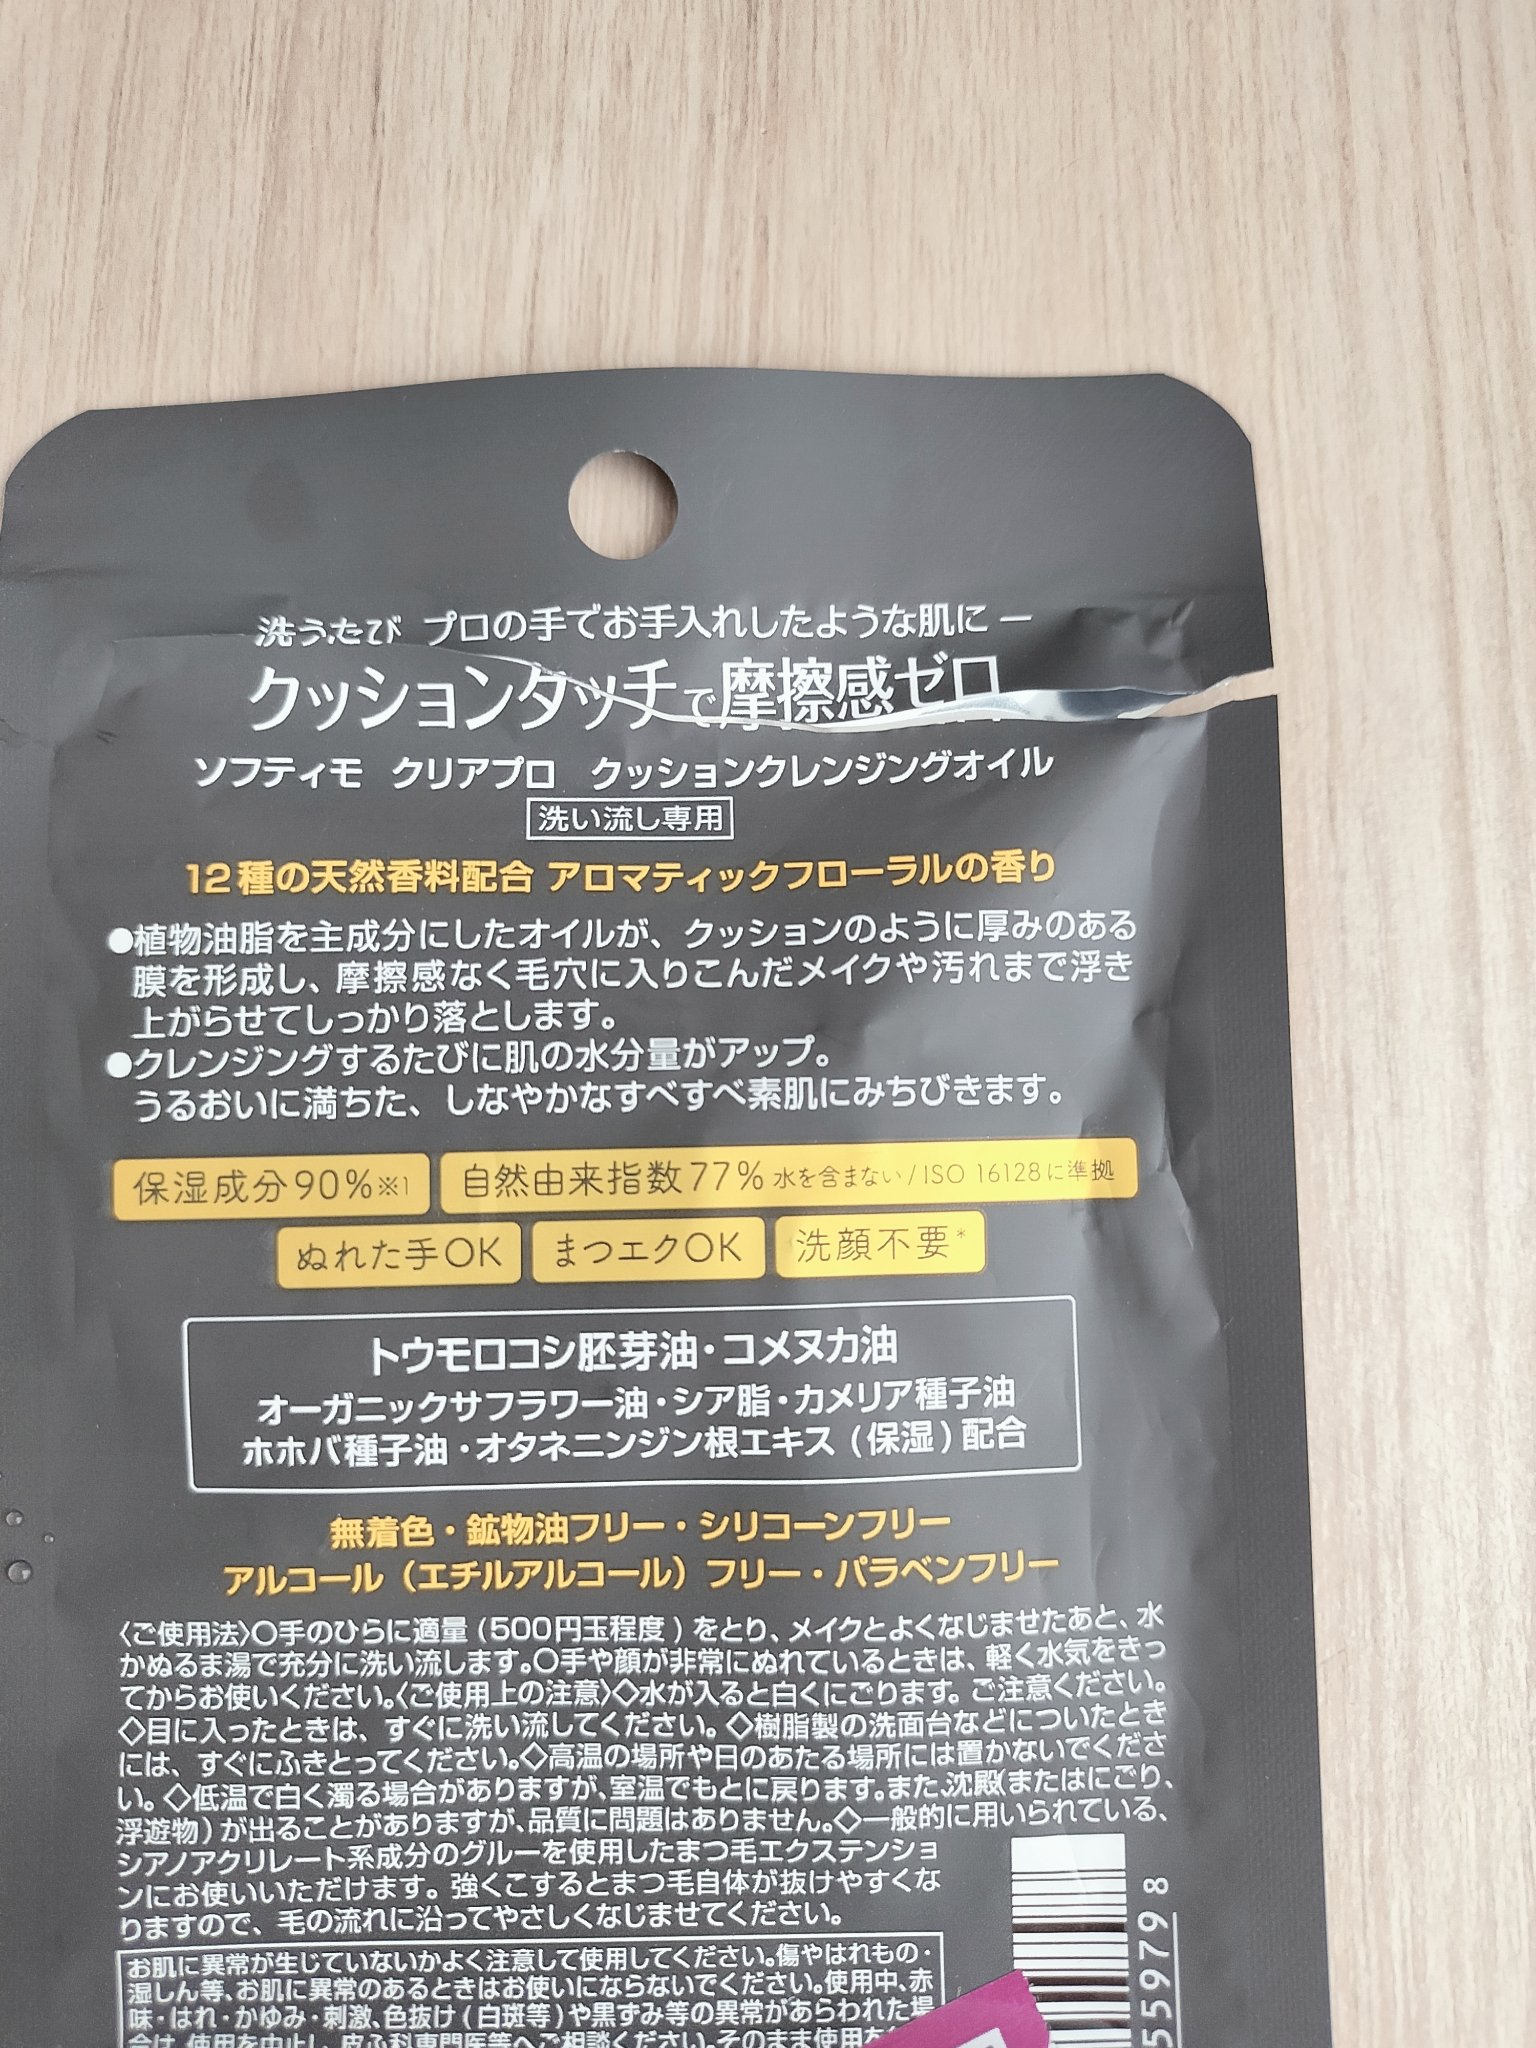 洗うたび プロの手でお手入れしたような肌に ー
クッションタッチで摩擦感ゼロ
ソフティモ クリアプロ クッションクレンジングオイル
洗い流し専用
12種の天然香料配合 アロマティックフローラルの香り
●植物油脂を主成分にしたオイルが、クッションのように厚みのある
膜を形成し、摩擦感なく毛穴に入りこんだメイクや汚れまで浮き
上がらせてしっかり落とします。
●クレンジングするたびに肌の水分量がアップ。
うるおいに満ちた、しなやかなすべすべ素肌にみちびきます。
保湿成分90%※1 自然由来指数77% 水を含まない/ISO 16128に準拠
ぬれた手OK まつエクOK 洗顔不要*
トウモロコシ胚芽油・コメヌカ油
オーガニックサフラワー油・シア脂・カメリア種子油
ホホバ種子油・オタネニンジン根エキス(保湿)配合
無着色・鉱物油フリー・シリコーンフリー
アルコール(エチルアルコール)フリー・パラベンフリー
〈ご使用法〉○手のひらに適量(500円玉程度)をとり、メイクとよくなじませたあと、水
かぬるま湯で充分に洗い流します。○手や顔が非常にぬれているときは、軽く水気をきっ
てからお使いください。〈ご使用上の注意〉◇水が入ると白くにごります。ご注意ください。
◇目に入ったときは、すぐに洗い流してください。◇樹脂製の洗面台などについたとき
には、すぐにふきとってください。◇高温の場所や日のあたる場所には置かないでくださ
い。◇低温で白く濁る場合がありますが、室温でもとに戻ります。また、沈殿(またはにごり、
浮遊物)が出ることがありますが、品質に問題はありません。◇一般的に用いられている、
シアノアクリレート系成分のグルーを使用したまつ毛エクステンショ
ンにお使いいただけます。強くこするとまつ毛自体が抜けやすくな
りますので、毛の流れに沿ってやさしくなじませてください。
お肌に異常が生じていないかよく注意して使用してください。傷やはれもの・
湿しん等、お肌に異常のあるときはお使いにならないでください。使用中、赤
味・はれ・かゆみ・刺激、色抜け(白斑等)や黒ずみ等の異常があらわれた場
合は、使用を中止し、皮ふ科専門医等へご相談ください。そのまま使用を
559798